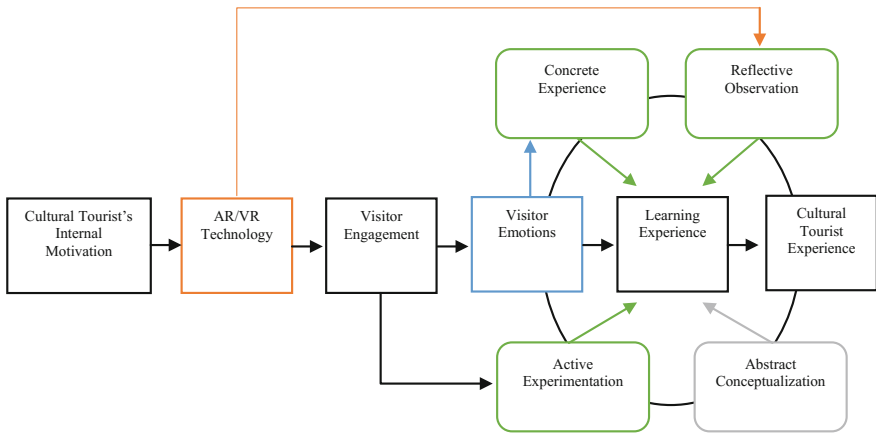 Concrete
Experience
Reflective
Observation
Cultural Tourist's
Internal
Motivation
AR/VR
Technology
Visitor
Engagement
Visitor
Emotions
Learning
Experience
Cultural
Tourist
Experience
Active
Experimentation
Abstract
Conceptualization